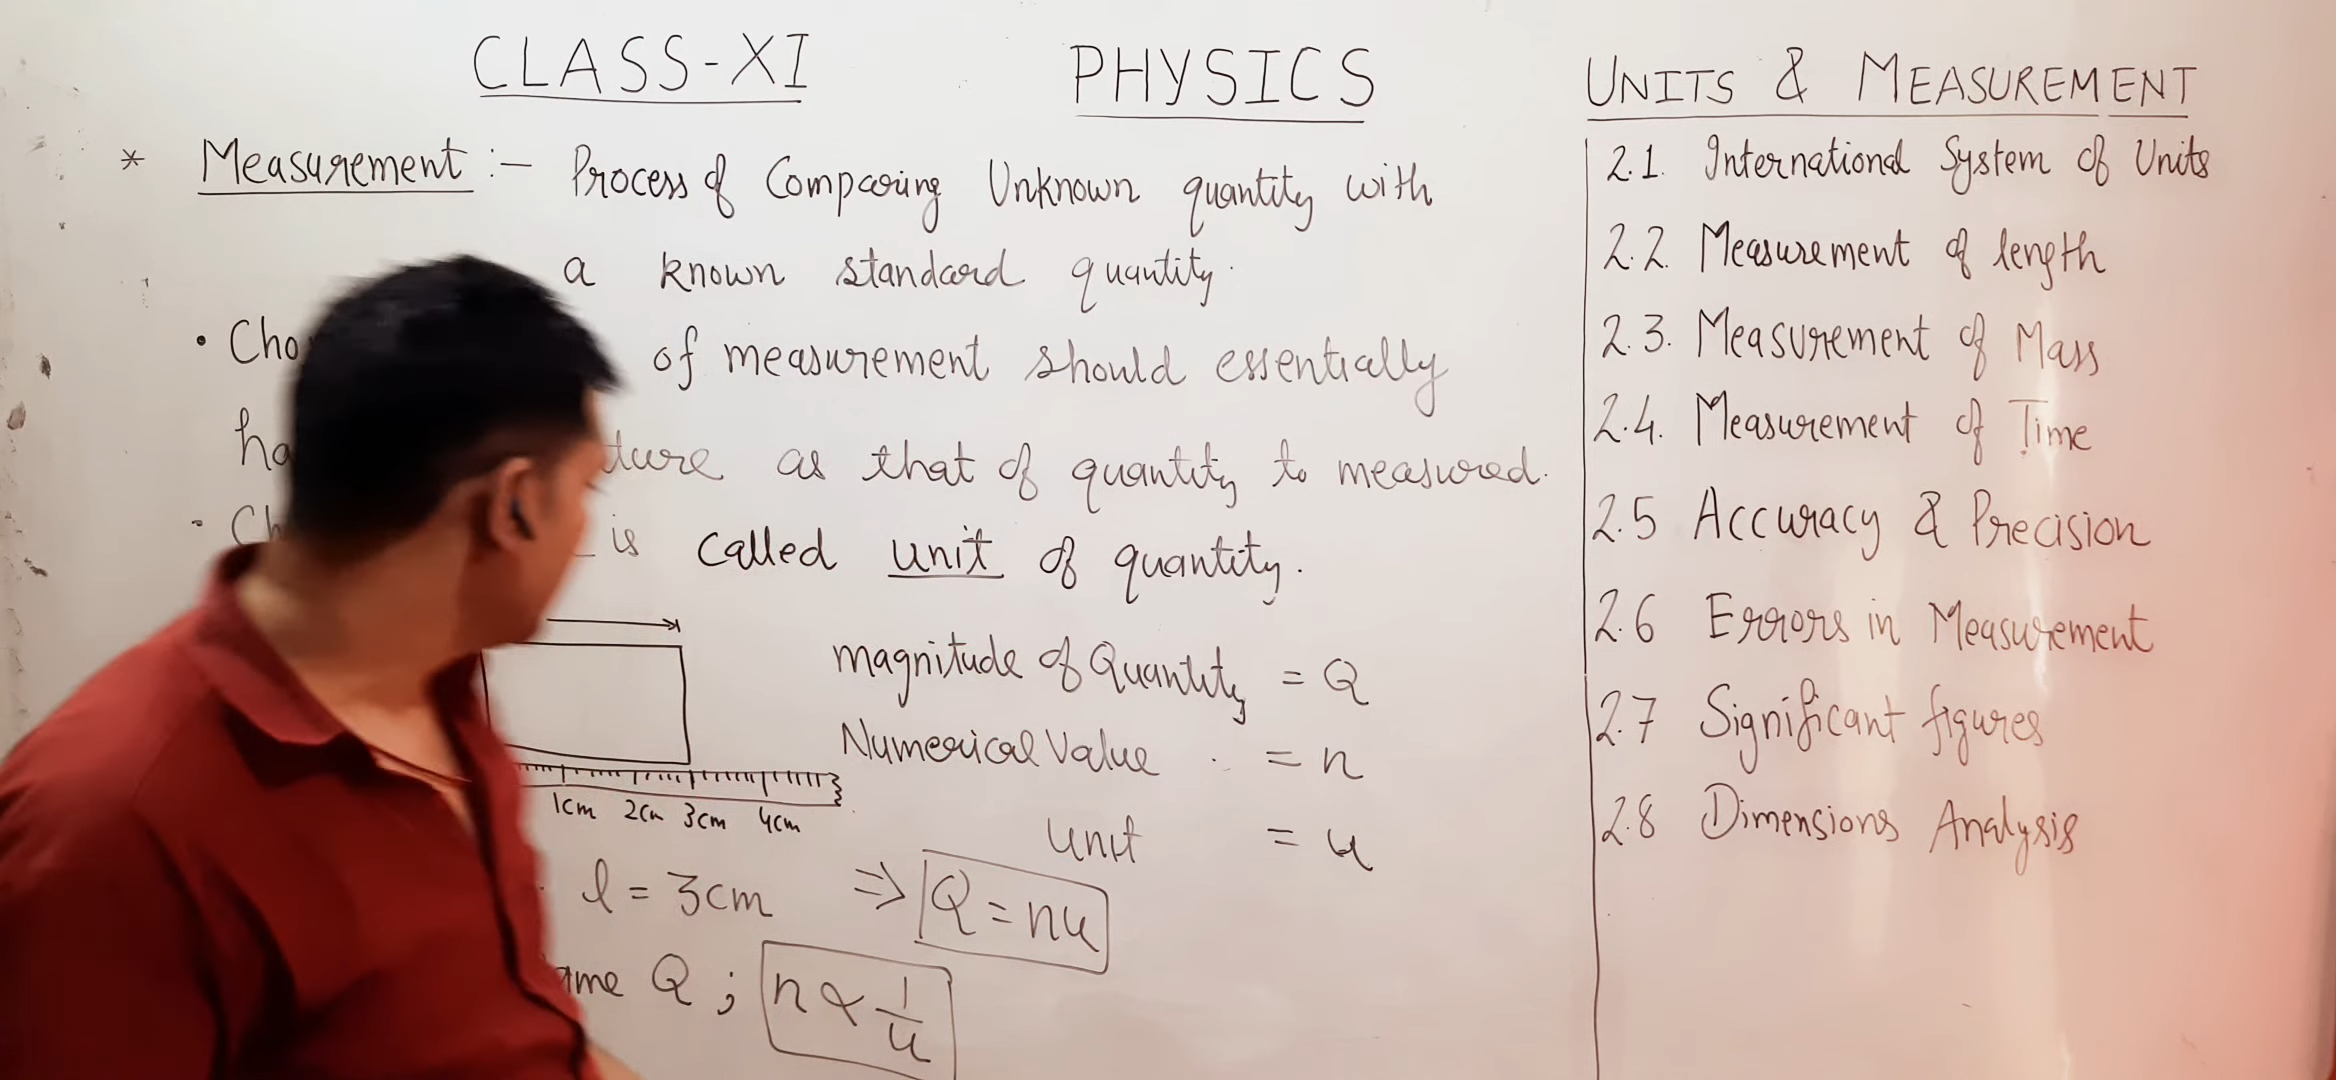 CLASS-XI PHYSICS
* Measurement :- Process of Comparing Unknown quantity with
a known standard quantity.
• Cho of measurement should essentially
ha ture as that of quantity to measured.
• Ch is called unit of quantity.
magnitude of Quantity = Q
Numerical Value = n
unit = u
1cm 2cm 3cm 4cm
l = 3cm ⇒ Q = nu
ame Q ; n ∝ 1/u
UNITS & MEASUREMENT
2.1. International System of Units
2.2. Measurement of length
2.3. Measurement of Mass
2.4. Measurement of Time
2.5 Accuracy & Precision
2.6 Errors in Measurement
2.7 Significant figures
2.8 Dimensions Analysis